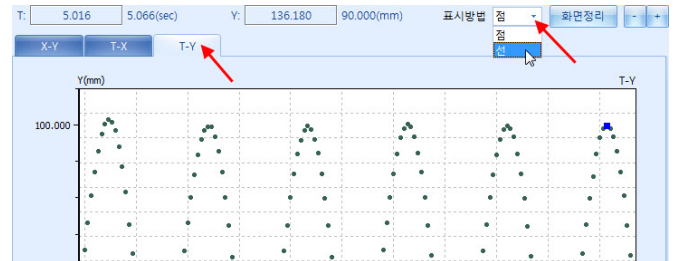 T: 5.016 5.066(sec) Y: 136.180 90.000(mm) 표시방법 점 화면정리 - +
점
선
X-Y T-X T-Y
Y(mm) T-Y
100.000